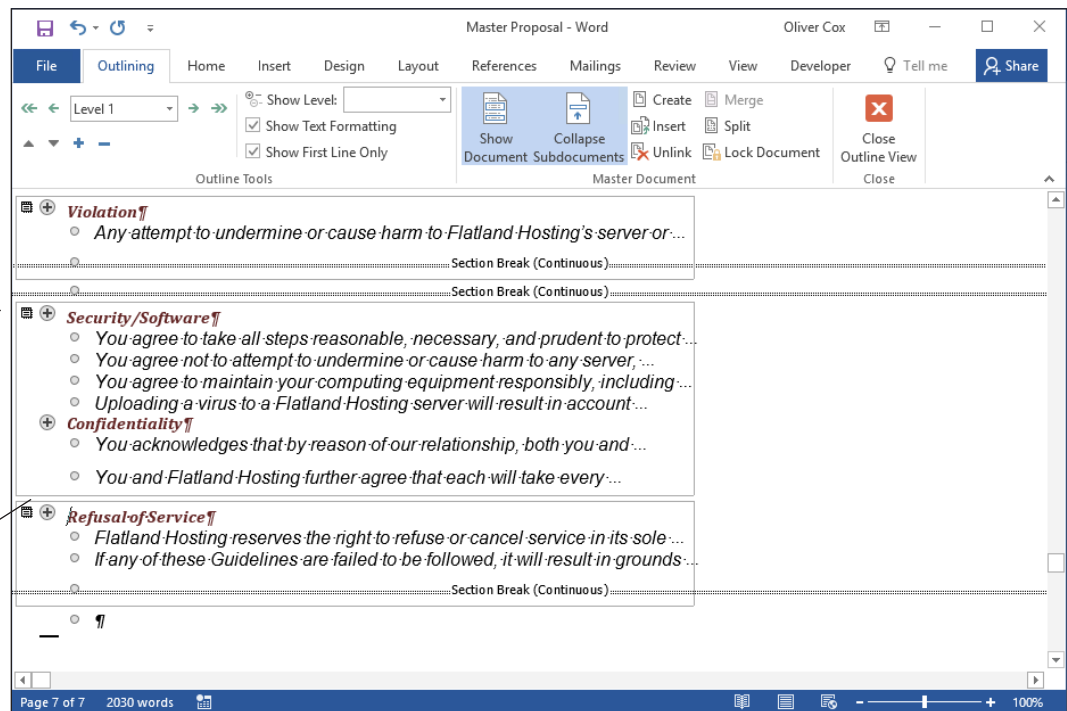 Master Proposal - Word
Oliver Cox
File Outlining Home Insert Design Layout References Mailings Review View Developer Tell me Share
Level 1
Show Level:
Show Text Formatting
Show First Line Only
Outline Tools
Show Document
Collapse Subdocuments
Create
Insert
Unlink
Merge
Split
Lock Document
Master Document
Close Outline View
Close
Violation¶
Any·attempt·to·undermine·or·cause·harm·to·Flatland·Hosting's·server·or·...
Section Break (Continuous)
Section Break (Continuous)
Security/Software¶
You·agree·to·take·all·steps·reasonable,·necessary,·and·prudent·to·protect·...
You·agree·not·to·attempt·to·undermine·or·cause·harm·to·any·server,·...
You·agree·to·maintain·your·computing·equipment·responsibly,·including·...
Uploading·a·virus·to·a·Flatland·Hosting·server·will·result·in·account·...
Confidentiality¶
You·acknowledges·that·by·reason·of·our·relationship,·both·you·and·...
You·and·Flatland·Hosting·further·agree·that·each·will·take·every·...
Refusal·of·Service¶
Flatland·Hosting·reserves·the·right·to·refuse·or·cancel·service·in·its·sole·...
If·any·of·these·Guidelines·are·failed·to·be·followed,·it·will·result·in·grounds·...
Section Break (Continuous)
¶
Page 7 of 7 2030 words 100%